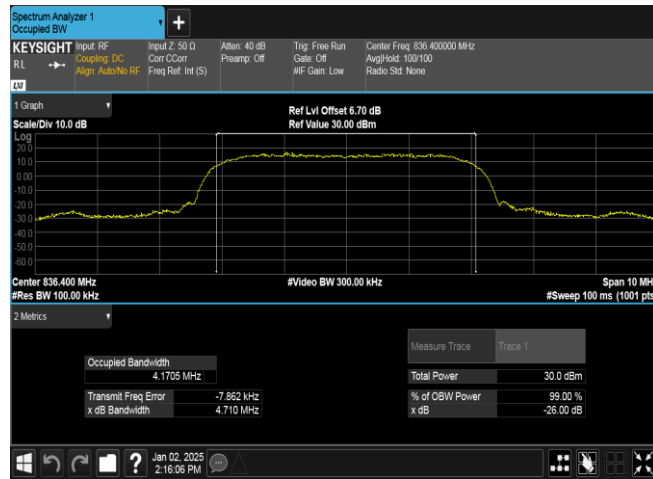 Spectrum Analyzer 1
Occupied BW
+
KEYSIGHT Input: RF Input Z: 50 Ω Atten: 40 dB Trig: Free Run Center Freq: 836.400000 MHz
RL Coupling: DC Corr CCorr Preamp: Off Gate: Off Avg|Hold: 100/100
Align: Auto/No RF Freq Ref: Int (S) #IF Gain: Low Radio Std: None
LXI
1 Graph
Ref Lvl Offset 6.70 dB
Scale/Div 10.0 dB Ref Value 30.00 dBm
Log
20.0
10.0
0.00
-10.0
-20.0
-30.0
-40.0
-50.0
-60.0
Center 836.400 MHz #Video BW 300.00 kHz Span 10 MH
#Res BW 100.00 kHz #Sweep 100 ms (1001 pts
2 Metrics
Measure Trace Trace 1
Occupied Bandwidth
4.1705 MHz Total Power 30.0 dBm
Transmit Freq Error -7.862 kHz % of OBW Power 99.00 %
x dB Bandwidth 4.710 MHz x dB -26.00 dB
? Jan 02, 2025
2:16:06 PM